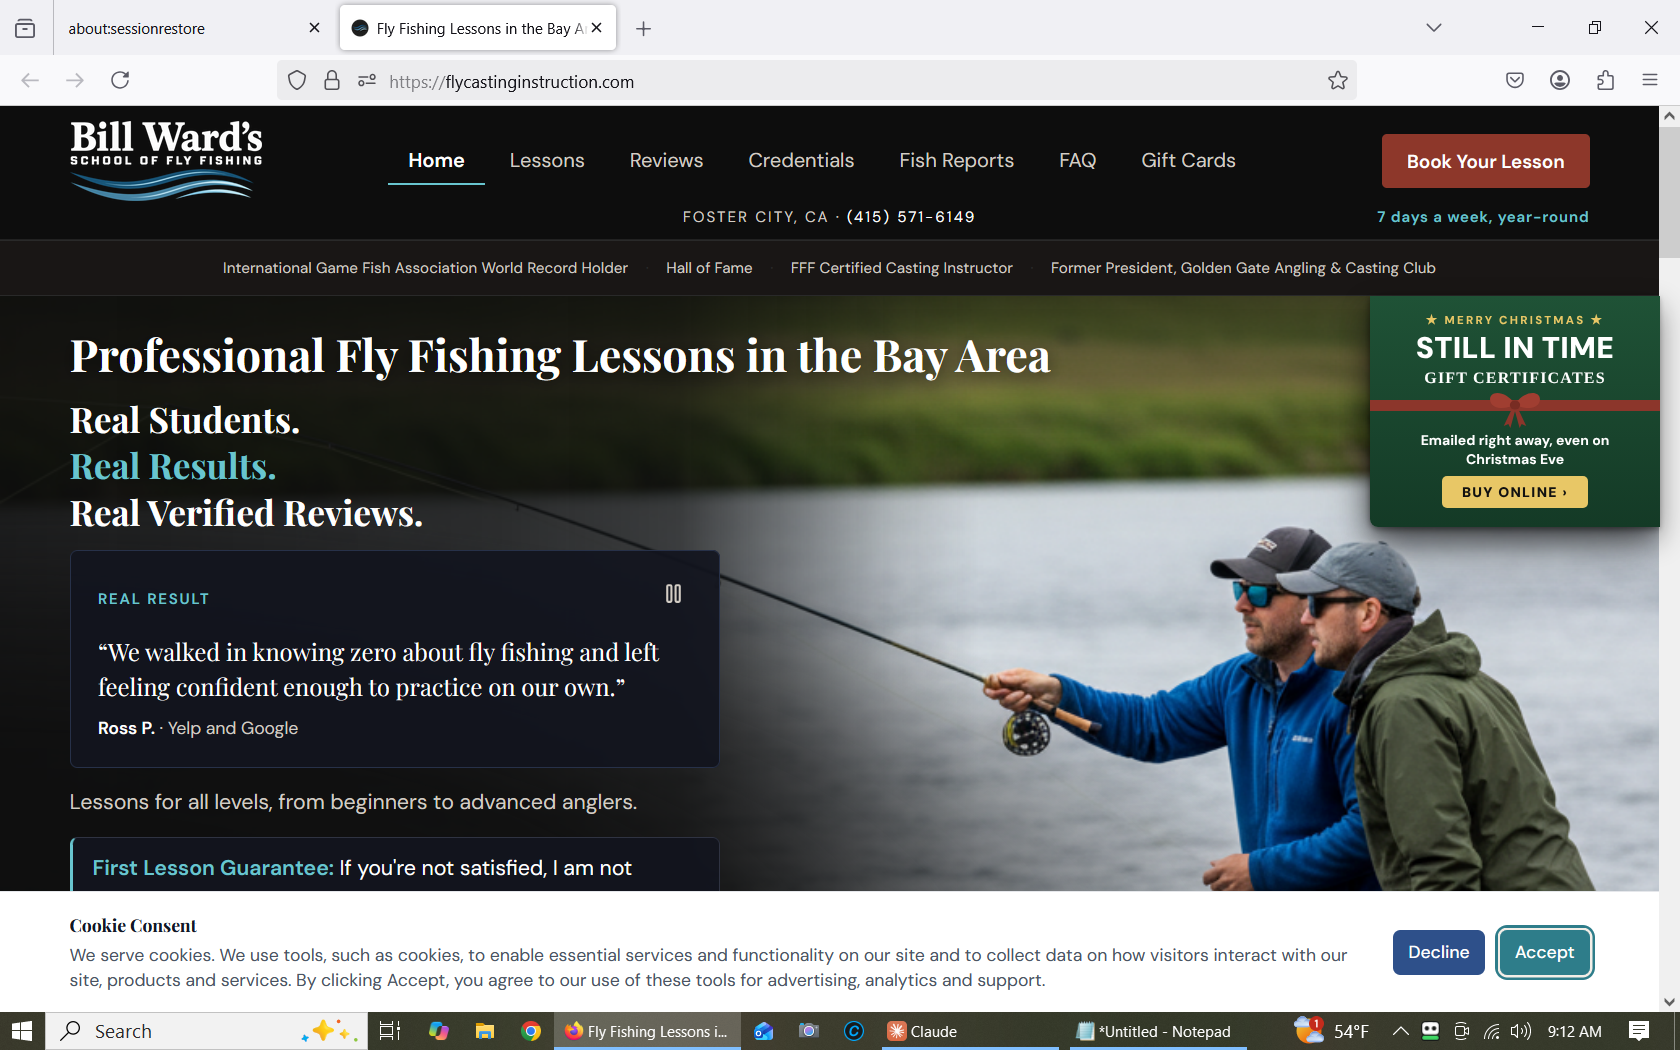 about:sessionrestore
Fly Fishing Lessons in the Bay A
https://flycastinginstruction.com
Bill Ward's
SCHOOL OF FLY FISHING
Home
Lessons
Reviews
Credentials
Fish Reports
FAQ
Gift Cards
Book Your Lesson
FOSTER CITY, CA · (415) 571-6149
7 days a week, year-round
International Game Fish Association World Record Holder · Hall of Fame · FFF Certified Casting Instructor · Former President, Golden Gate Angling & Casting Club
Professional Fly Fishing Lessons in the Bay Area
Real Students.
Real Results.
Real Verified Reviews.
★ MERRY CHRISTMAS ★
STILL IN TIME
GIFT CERTIFICATES
Emailed right away, even on
Christmas Eve
BUY ONLINE ›
REAL RESULT
“We walked in knowing zero about fly fishing and left
feeling confident enough to practice on our own.”
Ross P. · Yelp and Google
Lessons for all levels, from beginners to advanced anglers.
First Lesson Guarantee: If you're not satisfied, I am not
Cookie Consent
We serve cookies. We use tools, such as cookies, to enable essential services and functionality on our site and to collect data on how visitors interact with our
site, products and services. By clicking Accept, you agree to our use of these tools for advertising, analytics and support.
Decline
Accept
Search
Fly Fishing Lessons i...
Claude
*Untitled - Notepad
1
54°F
9:12 AM